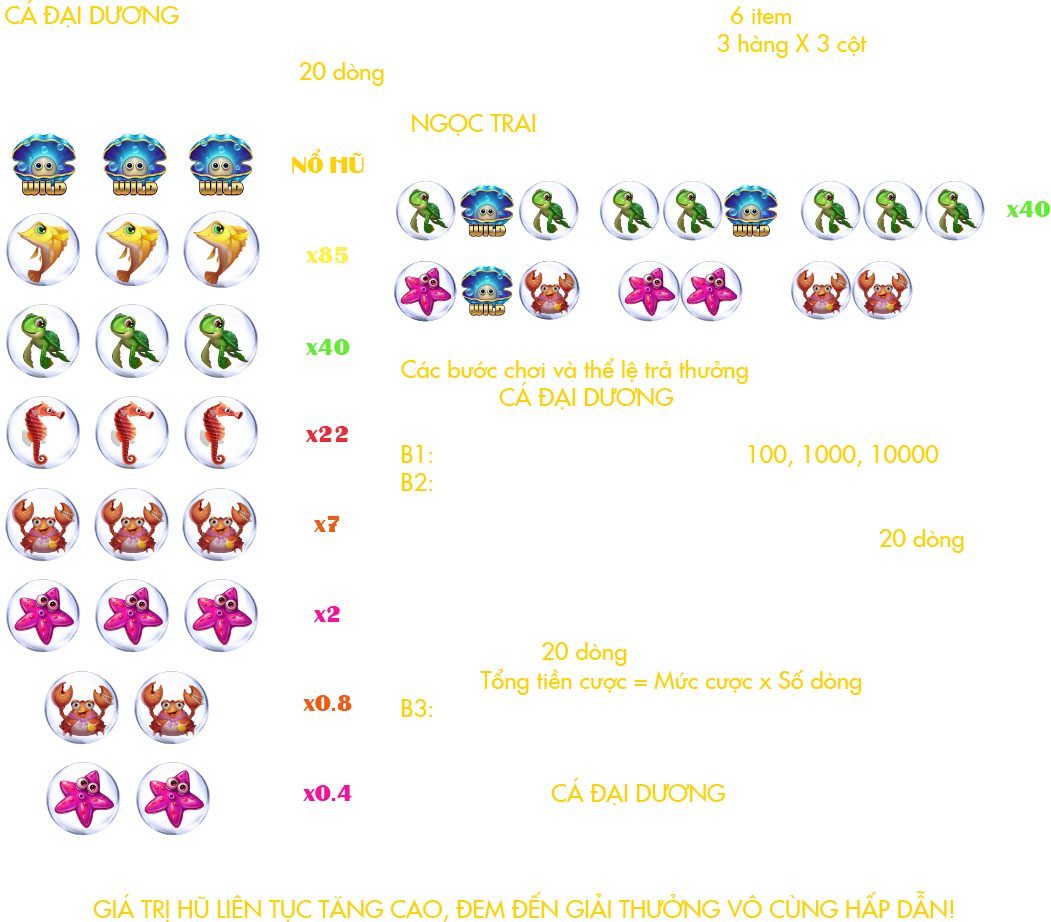 CÁ ĐẠI DƯƠNG
6 item
3 hàng X 3 cột
20 dòng
NGỌC TRAI
WILD WILD WILD
NỔ HŨ
WILD WILD
x40
x85
WILD
x40
Các bước chơi và thể lệ trả thưởng
CÁ ĐẠI DƯƠNG
x22
B1: 100, 1000, 10000
B2:
x7
20 dòng
x2
20 dòng
Tổng tiền cược = Mức cược x Số dòng
x0.8
B3:
x0.4
CÁ ĐẠI DƯƠNG
GIÁ TRỊ HŨ LIÊN TỤC TĂNG CAO, ĐEM ĐẾN GIẢI THƯỞNG VÔ CÙNG HẤP DẪN!